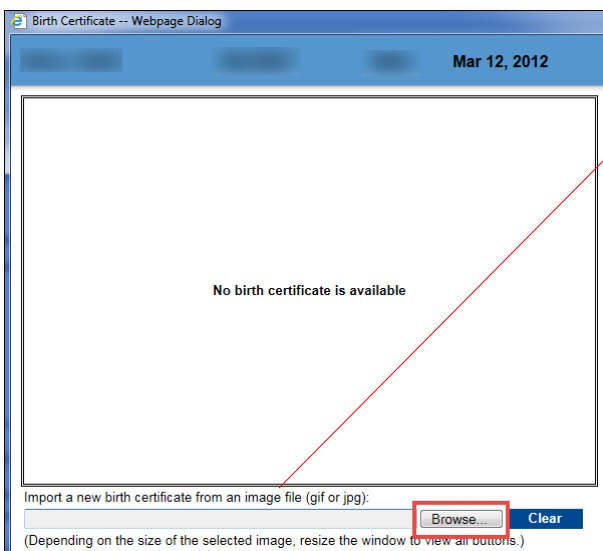 Birth Certificate -- Webpage Dialog
Mar 12, 2012
No birth certificate is available
Import a new birth certificate from an image file (gif or jpg):
Browse... Clear
(Depending on the size of the selected image, resize the window to view all buttons.)